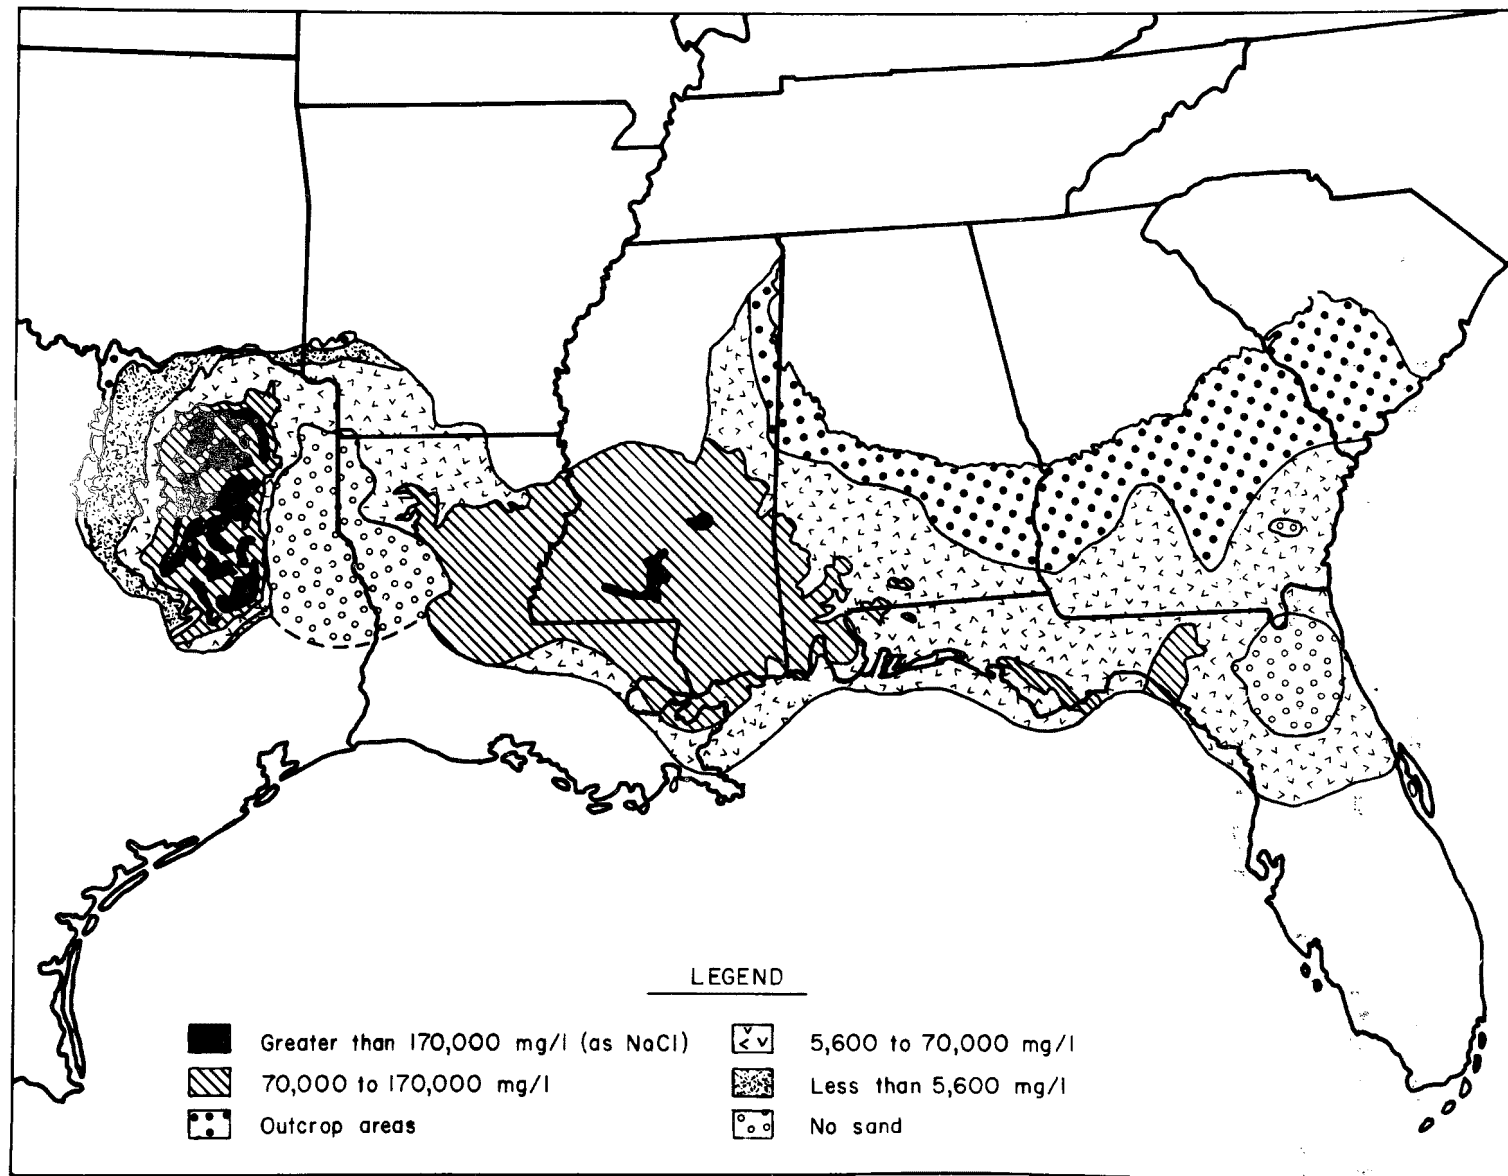 LEGEND
Greater than 170,000 mg/l (as NaCl)
70,000 to 170,000 mg/l
Outcrop areas
5,600 to 70,000 mg/l
Less than 5,600 mg/l
No sand